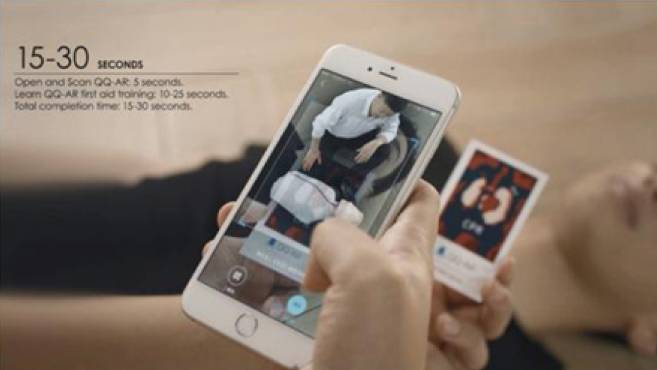 15-30 SECONDS
Open and Scan QQ-AR: 5 seconds.
Learn QQ-AR first aid training: 10-25 seconds.
Total completion time: 15-30 seconds.
CPR